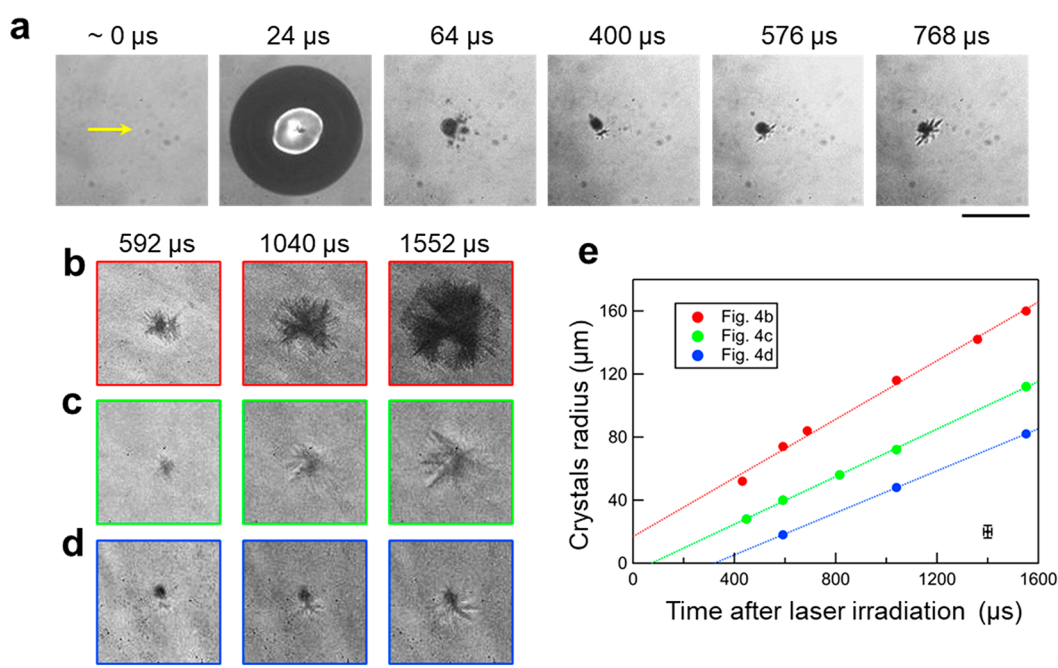 a
~ 0 µs 24 µs 64 µs 400 µs 576 µs 768 µs
b
592 µs 1040 µs 1552 µs
c
d
e
Crystals radius (µm)
160
120
80
40
0
Fig. 4b
Fig. 4c
Fig. 4d
0 400 800 1200 1600
Time after laser irradiation (µs)